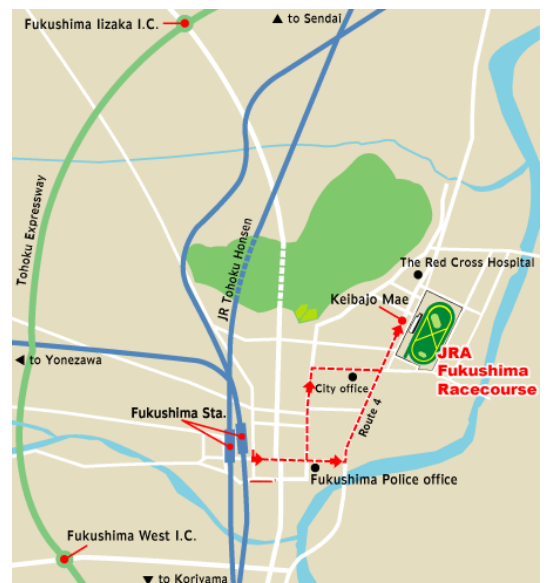 ▲ to Sendai
Fukushima Iizaka I.C.
Tohoku Expressway
JR Tohoku Honsen
The Red Cross Hospital
Keibajo Mae
◀ to Yonezawa
JRA
Fukushima
Racecourse
City office
Fukushima Sta.
Route 4
Fukushima Police office
Fukushima West I.C.
▼ to Koriyama